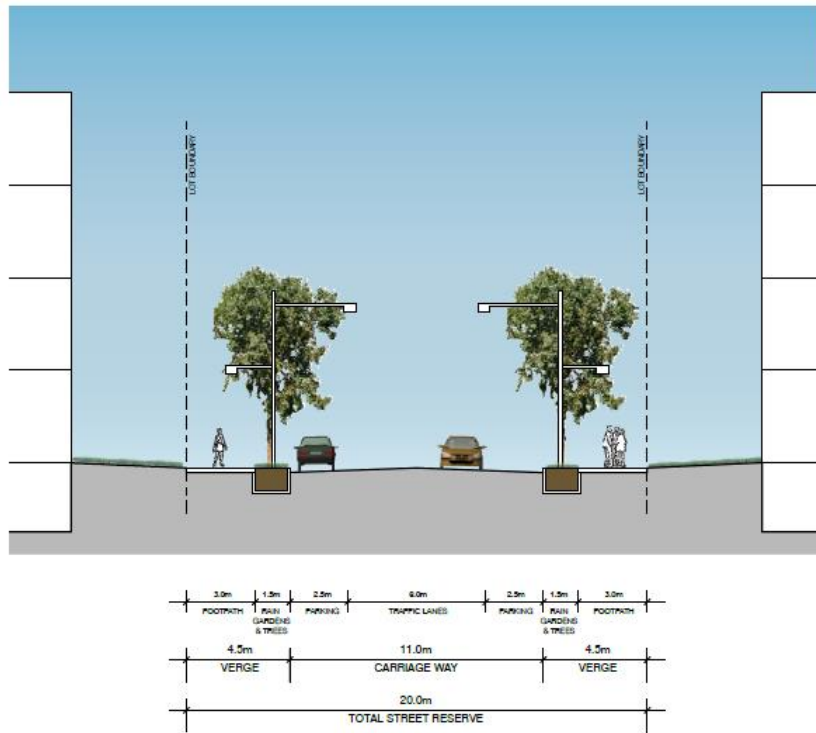 LOT BOUNDARY
LOT BOUNDARY
3.0m 1.5m 2.5m 6.0m 2.5m 1.5m 3.0m
FOOTPATH RAIN GARDENS & TREES PARKING TRAFFIC LANES PARKING RAIN GARDENS & TREES FOOTPATH
4.5m 11.0m 4.5m
VERGE CARRIAGE WAY VERGE
20.0m
TOTAL STREET RESERVE